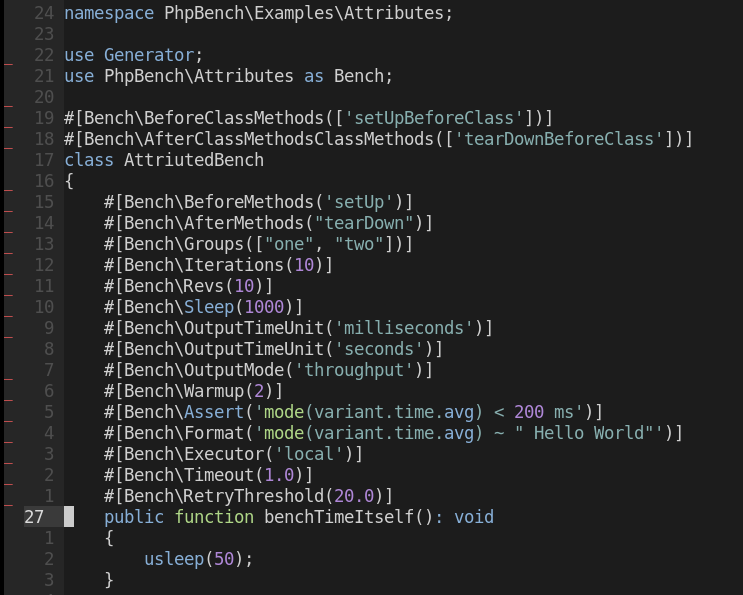 24 namespace PhpBench\Examples\Attributes;
23
22 use Generator;
21 use PhpBench\Attributes as Bench;
20
19 #[Bench\BeforeClassMethods(['setUpBeforeClass'])]
18 #[Bench\AfterClassMethodsClassMethods(['tearDownBeforeClass'])]
17 class AttriutedBench
16 {
15     #[Bench\BeforeMethods('setUp')]
14     #[Bench\AfterMethods("tearDown")]
13     #[Bench\Groups(["one", "two"])]
12     #[Bench\Iterations(10)]
11     #[Bench\Revs(10)]
10     #[Bench\Sleep(1000)]
9     #[Bench\OutputTimeUnit('milliseconds')]
8     #[Bench\OutputTimeUnit('seconds')]
7     #[Bench\OutputMode('throughput')]
6     #[Bench\Warmup(2)]
5     #[Bench\Assert('mode(variant.time.avg) < 200 ms')]
4     #[Bench\Format('mode(variant.time.avg) ~ " Hello World"')]
3     #[Bench\Executor('local')]
2     #[Bench\Timeout(1.0)]
1     #[Bench\RetryThreshold(20.0)]
27     public function benchTimeItself(): void
1     {
2         usleep(50);
3     }